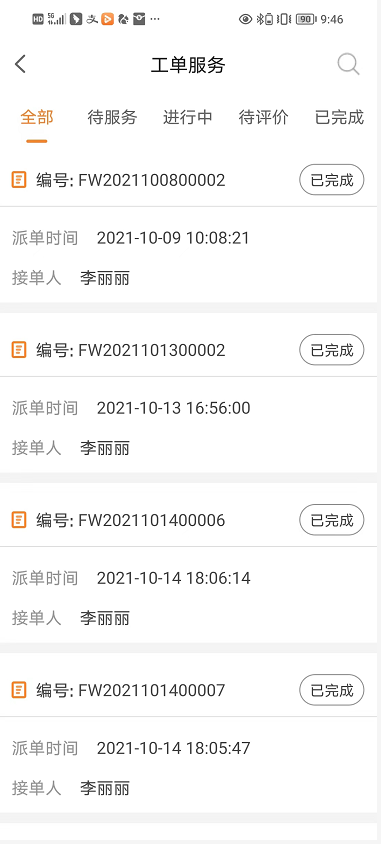 HD 5G ... 90 9:46
工单服务
全部 待服务 进行中 待评价 已完成
编号: FW2021100800002 已完成
派单时间 2021-10-09 10:08:21
接单人 李丽丽
编号: FW2021101300002 已完成
派单时间 2021-10-13 16:56:00
接单人 李丽丽
编号: FW2021101400006 已完成
派单时间 2021-10-14 18:06:14
接单人 李丽丽
编号: FW2021101400007 已完成
派单时间 2021-10-14 18:05:47
接单人 李丽丽